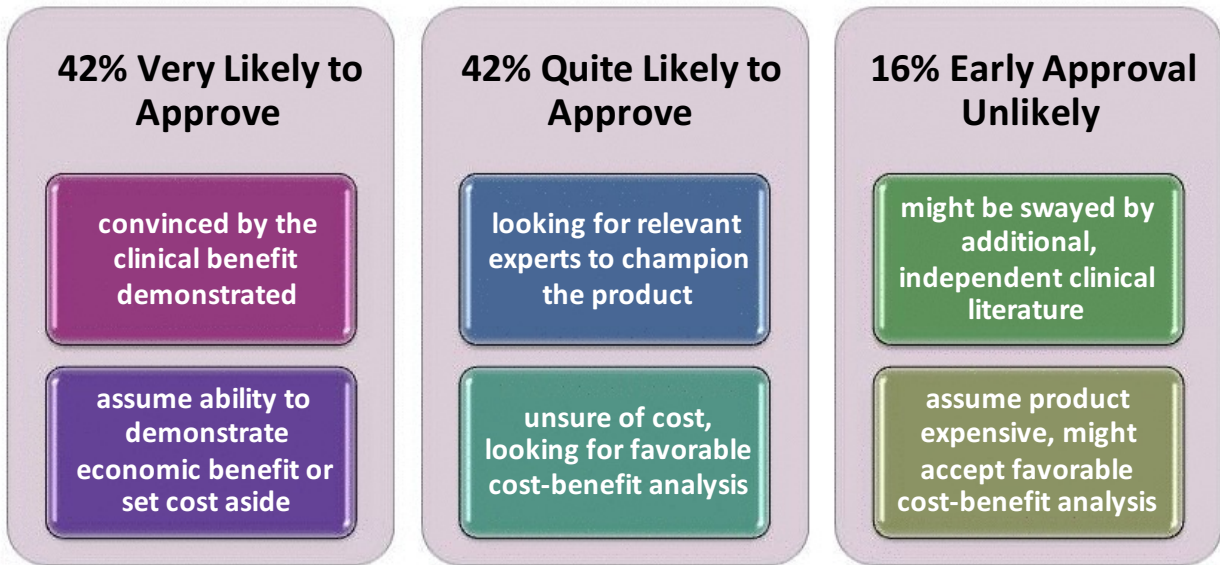 42% Very Likely to
Approve
convinced by the
clinical benefit
demonstrated
assume ability to
demonstrate
economic benefit or
set cost aside
42% Quite Likely to
Approve
looking for relevant
experts to champion
the product
unsure of cost,
looking for favorable
cost-benefit analysis
16% Early Approval
Unlikely
might be swayed by
additional,
independent clinical
literature
assume product
expensive, might
accept favorable
cost-benefit analysis